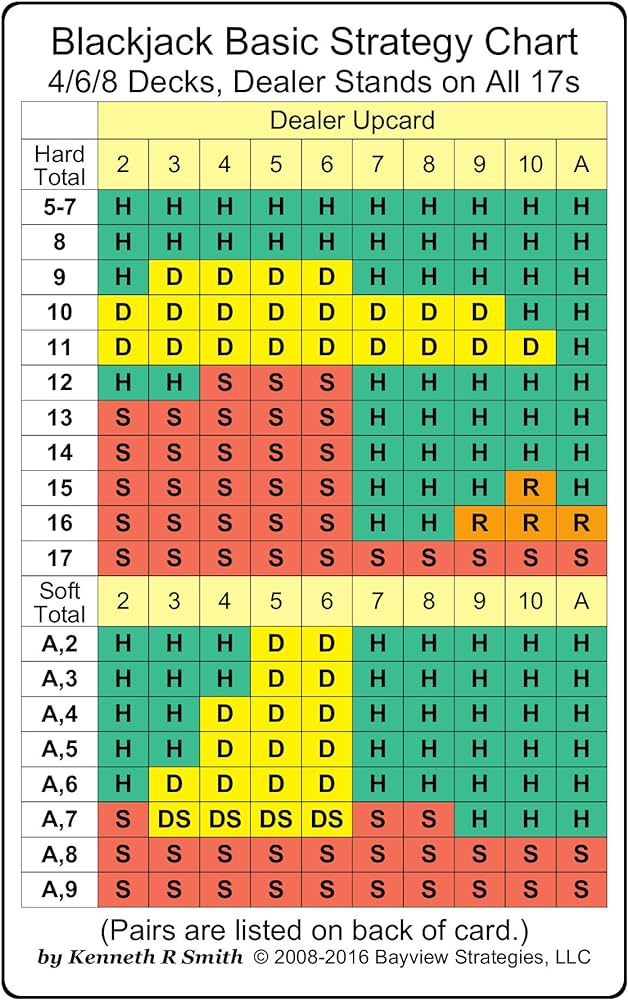 Blackjack Basic Strategy Chart
4/6/8 Decks, Dealer Stands on All 17s
Dealer Upcard
Hard Total 2 3 4 5 6 7 8 9 10 A
5-7 H H H H H H H H H H
8 H H H H H H H H H H
9 H D D D D H H H H H
10 D D D D D D D D H H
11 D D D D D D D D D H
12 H H S S S H H H H H
13 S S S S S H H H H H
14 S S S S S H H H H H
15 S S S S S H H H R H
16 S S S S S H H R R R
17 S S S S S S S S S S
Soft Total 2 3 4 5 6 7 8 9 10 A
A,2 H H H D D H H H H H
A,3 H H H D D H H H H H
A,4 H H D D D H H H H H
A,5 H H D D D H H H H H
A,6 H D D D D H H H H H
A,7 S DS DS DS DS S S H H H
A,8 S S S S S S S S S S
A,9 S S S S S S S S S S
(Pairs are listed on back of card.)
by Kenneth R Smith © 2008-2016 Bayview Strategies, LLC